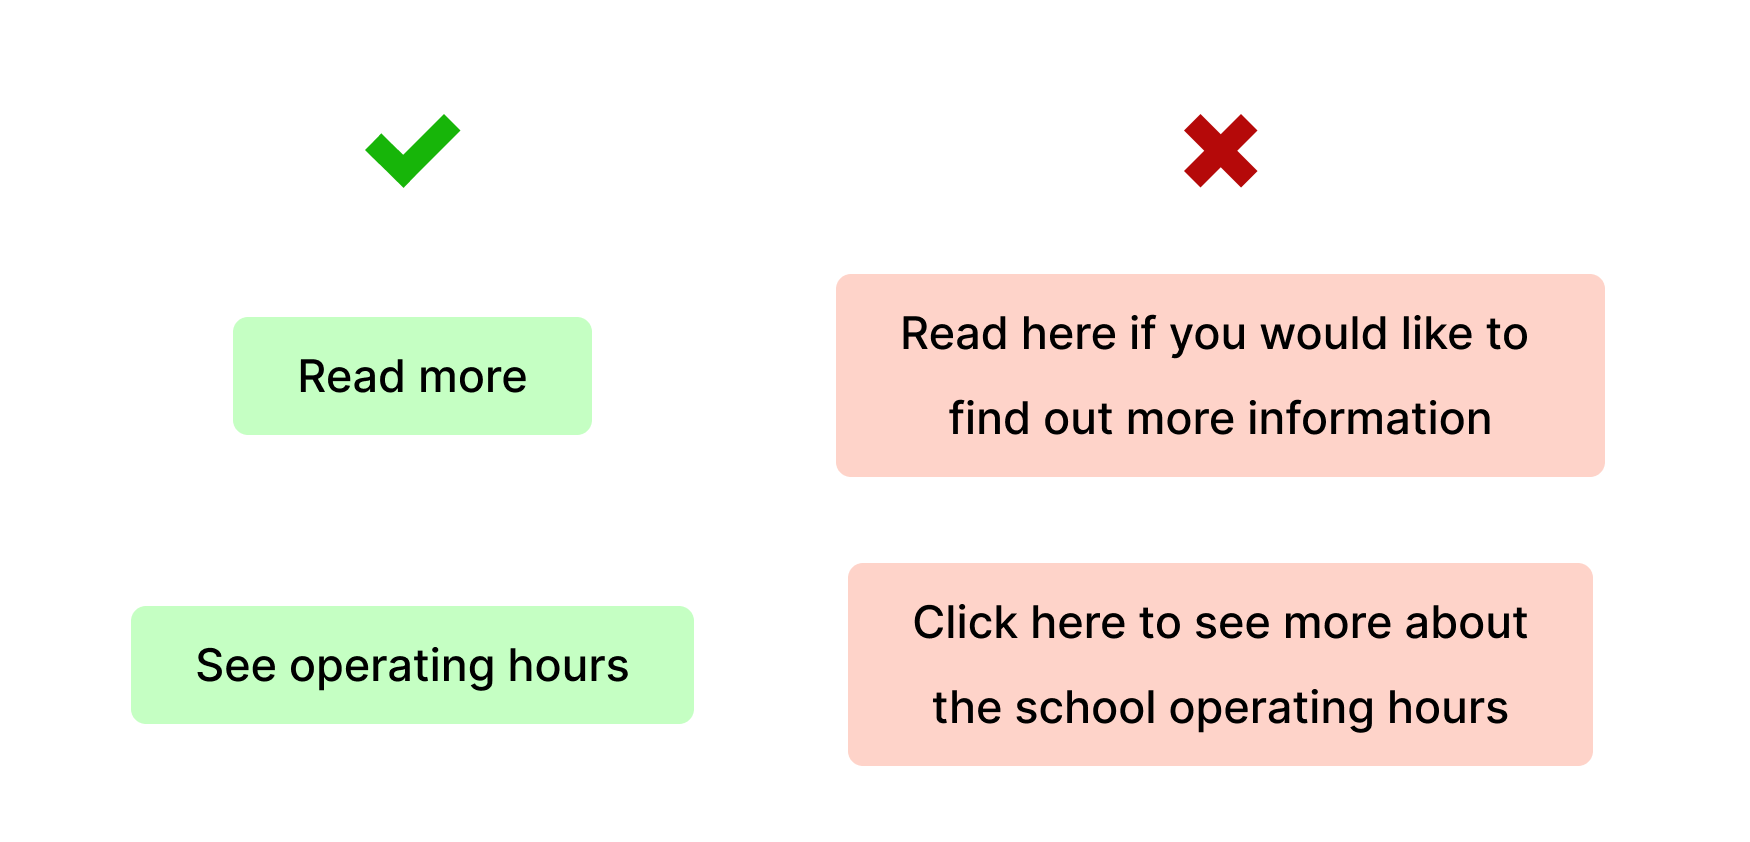 Read more
Read here if you would like to
find out more information
See operating hours
Click here to see more about
the school operating hours